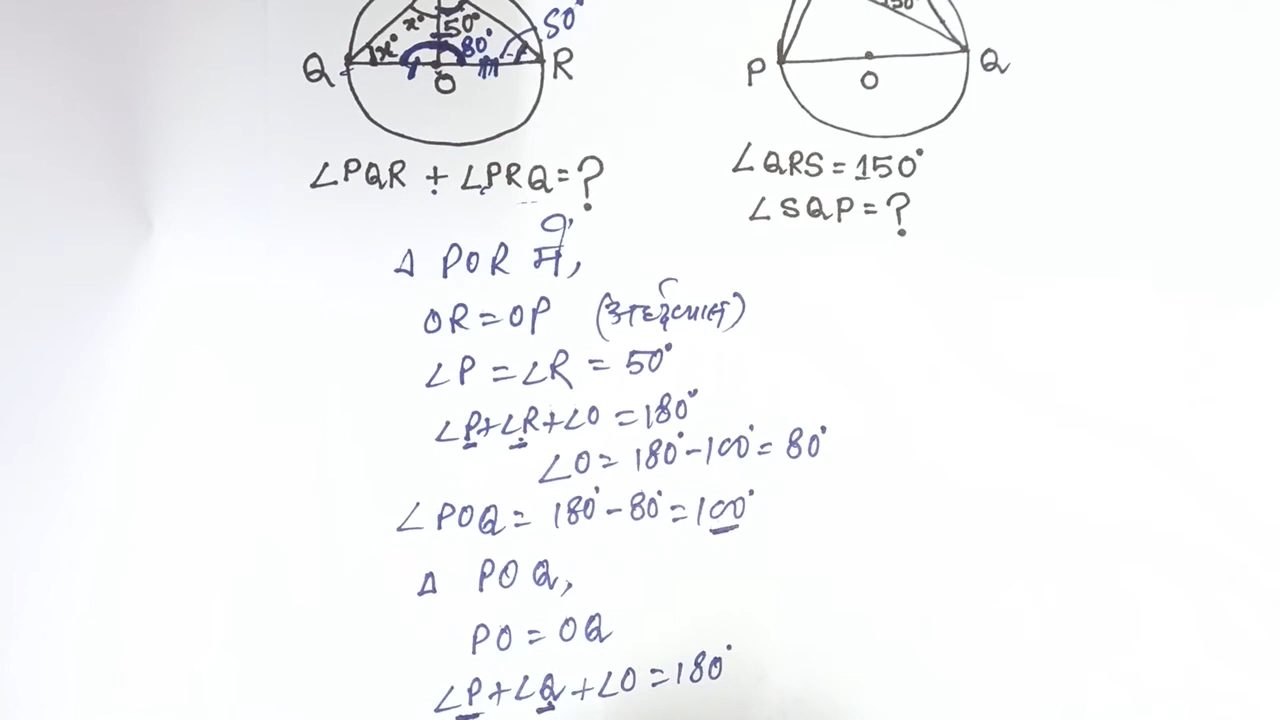 x° 50° 50°
x° 80°
Q O R
∠PQR + ∠PRQ = ?
P O Q
∠QRS = 150°
∠SQP = ?
Δ POR में,
OR = OP
∠P = ∠R = 50°
∠P + ∠R + ∠O = 180°
∠O = 180° - 100° = 80°
∠POQ = 180° - 80° = 100°
Δ POQ,
PO = OQ
∠P + ∠Q + ∠O = 180°